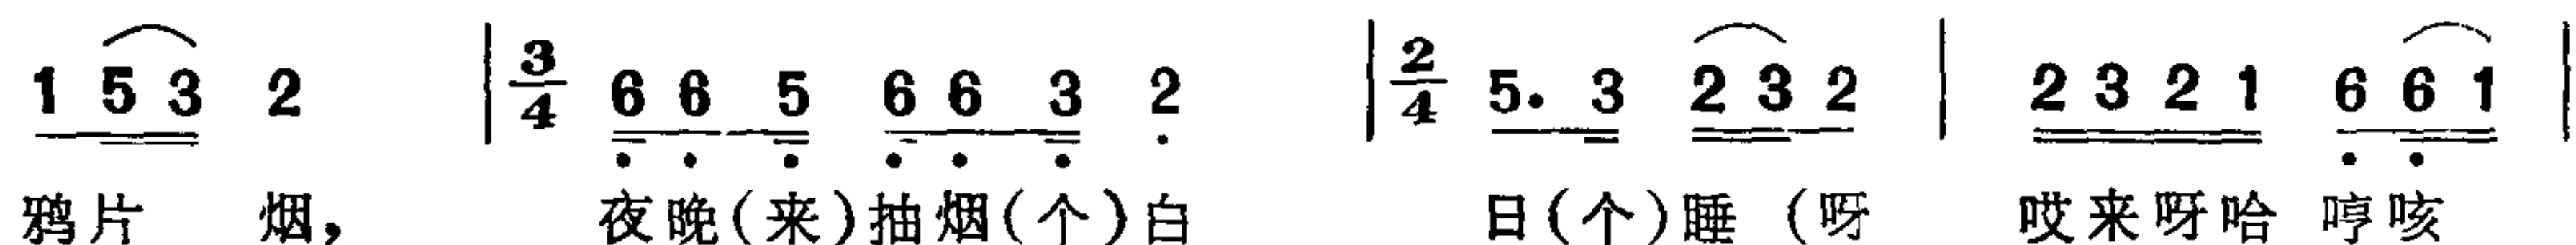 1 5 3 2 | 3/4 6 6 5 6 6 3 2 | 2/4 5. 3 2 3 2 | 2 3 2 1 6 6 1 |
鸦片 烟， 夜晚(来)抽烟(个)白 日(个)睡 (呀 哎来呀哈 哼咳